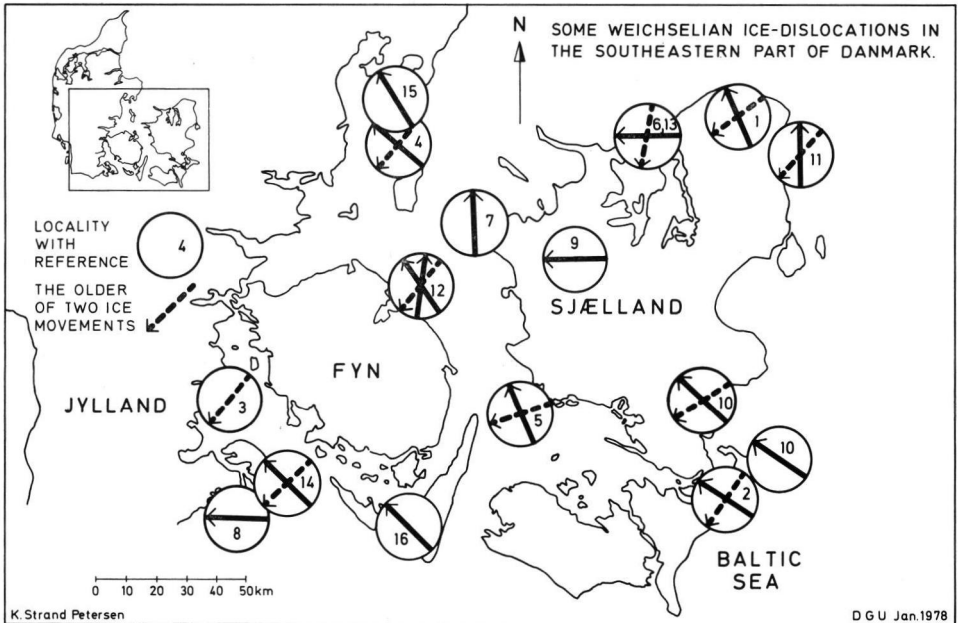 N
SOME WEICHSELIAN ICE-DISLOCATIONS IN
THE SOUTHEASTERN PART OF DANMARK.
15
4
6,13
1
11
7
9
SJÆLLAND
LOCALITY
WITH
REFERENCE
4
THE OLDER
OF TWO ICE
MOVEMENTS
12
FYN
JYLLAND
3
5
10
10
14
2
8
16
BALTIC
SEA
0 10 20 30 40 50km
K. Strand Petersen
DGU Jan.1978